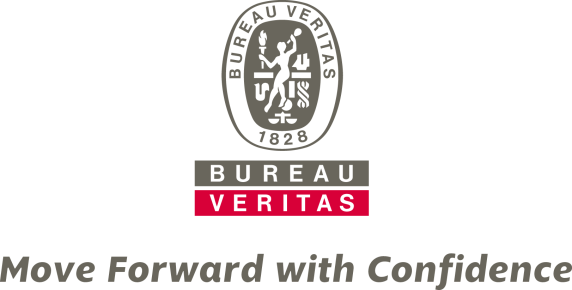 BUREAU VERITAS
1828
BUREAU
VERITAS
Move Forward with Confidence